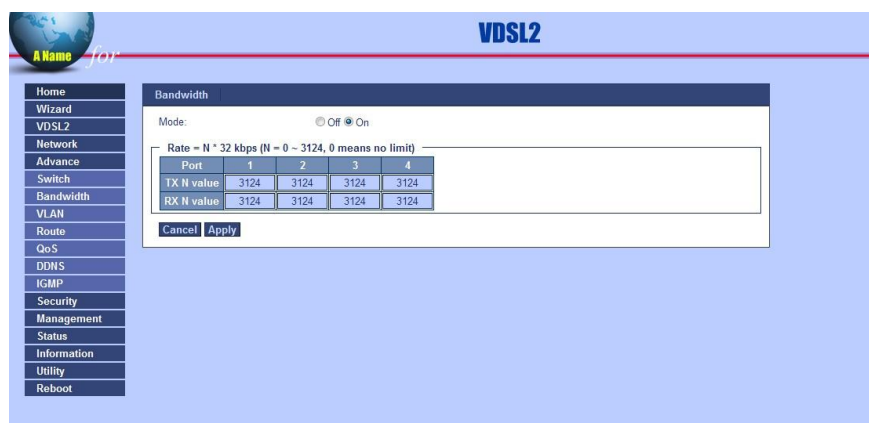 VDSL2
A Name for
Home
Wizard
VDSL2
Network
Advance
Switch
Bandwidth
VLAN
Route
QoS
DDNS
IGMP
Security
Management
Status
Information
Utility
Reboot
Bandwidth
Mode: Off On
Rate = N * 32 kbps (N = 0 ~ 3124, 0 means no limit)
Port 1 2 3 4
TX N value 3124 3124 3124 3124
RX N value 3124 3124 3124 3124
Cancel Apply